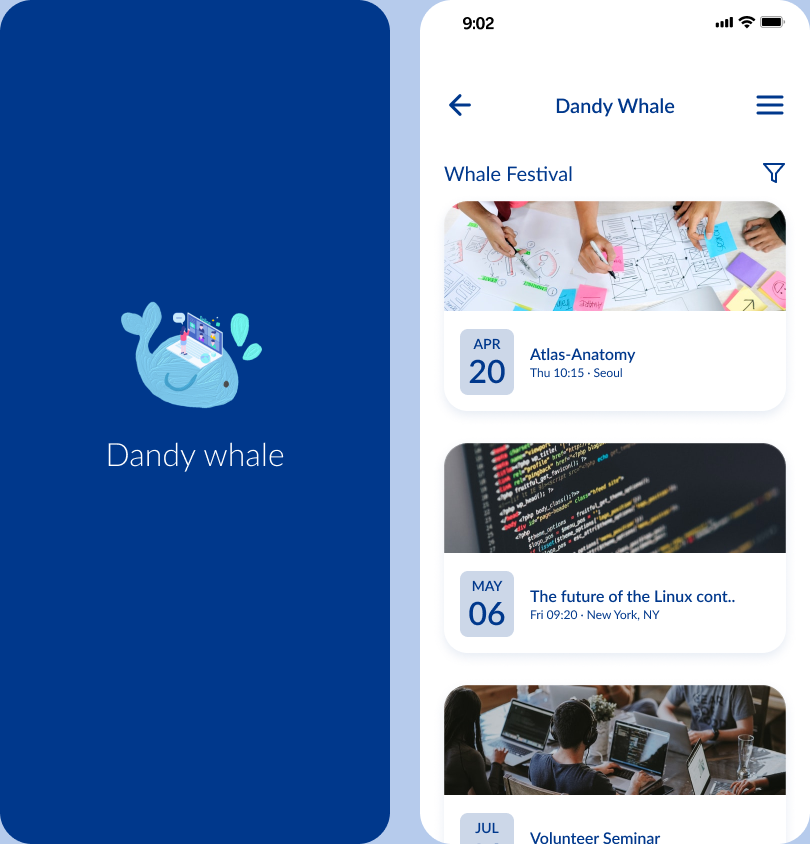 Dandy whale
9:02
Dandy Whale
Whale Festival
APR
20
Atlas-Anatomy
Thu 10:15 · Seoul
MAY
06
The future of the Linux cont..
Fri 09:20 · New York, NY
JUL
Volunteer Seminar